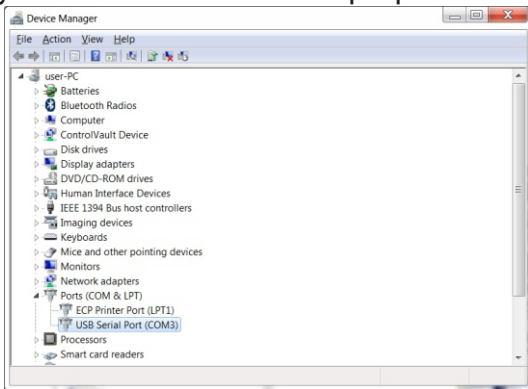 Device Manager
File Action View Help
user-PC
Batteries
Bluetooth Radios
Computer
ControlVault Device
Disk drives
Display adapters
DVD/CD-ROM drives
Human Interface Devices
IEEE 1394 Bus host controllers
Imaging devices
Keyboards
Mice and other pointing devices
Monitors
Network adapters
Ports (COM & LPT)
ECP Printer Port (LPT1)
USB Serial Port (COM3)
Processors
Smart card readers